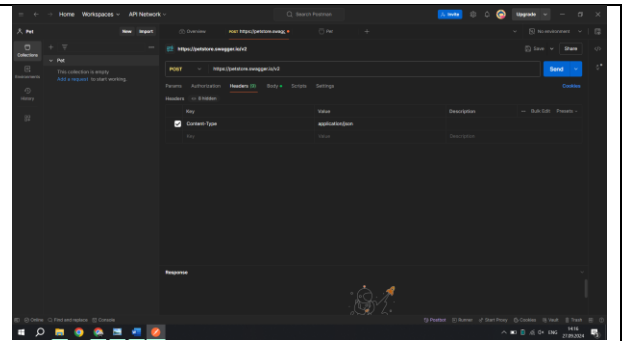 Home Workspaces API Network
Search Postman
Invite
Upgrade
Pet
New Import
Overview
POST https://petstore.swagg
Pet
No environment
Collections
Environments
History
Pet
This collection is empty
Add a request to start working.
https://petstore.swagger.io/v2
Save
Share
POST
https://petstore.swagger.io/v2
Send
Params Authorization Headers Body Scripts Settings
Cookies
Headers 8 hidden
Key Value Description Bulk Edit Presets
Content-Type application/json
Key Value Description
Response
Online Find and replace Console
Postbot Runner Start Proxy Cookies Vault Trash
ENG
14:16
27.09.2024